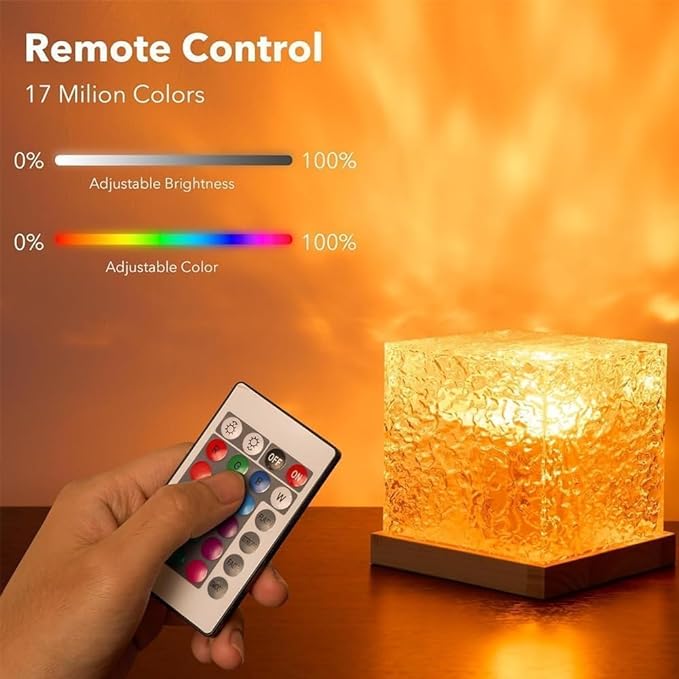 Remote Control
17 Milion Colors
0% 100%
Adjustable Brightness
0% 100%
Adjustable Color
OFF ON
R G W